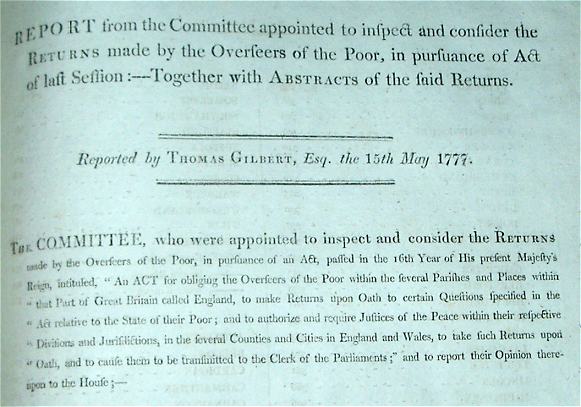 REPORT from the Committee appointed to inſpect and conſider the
RETURNS made by the Overſeers of the Poor, in purſuance of Act
of laſt Seſſion :—Together with ABSTRACTS of the ſaid Returns.
Reported by THOMAS GILBERT, Esq. the 15th May 1777.
THE COMMITTEE, who were appointed to inspect and consider the RETURNS
made by the Overſeers of the Poor, in purſuance of an Act, paſſed in the 16th Year of His preſent Majeſty's
Reign, intituled, " An ACT for obliging the Overſeers of the Poor within the ſeveral Pariſhes and Places within
" that Part of Great Britain called England, to make Returns upon Oath to certain Queſtions ſpecified in the
" Act relative to the State of their Poor ; and to authorize and require Juſtices of the Peace within their reſpective
" Diviſions and Juriſdictions, in the ſeveral Counties and Cities in England and Wales, to take ſuch Returns upon
" Oath, and to cauſe them to be tranſmitted to the Clerk of the Parliaments ;" and to report their Opinion there-
upon to the Houſe ;—